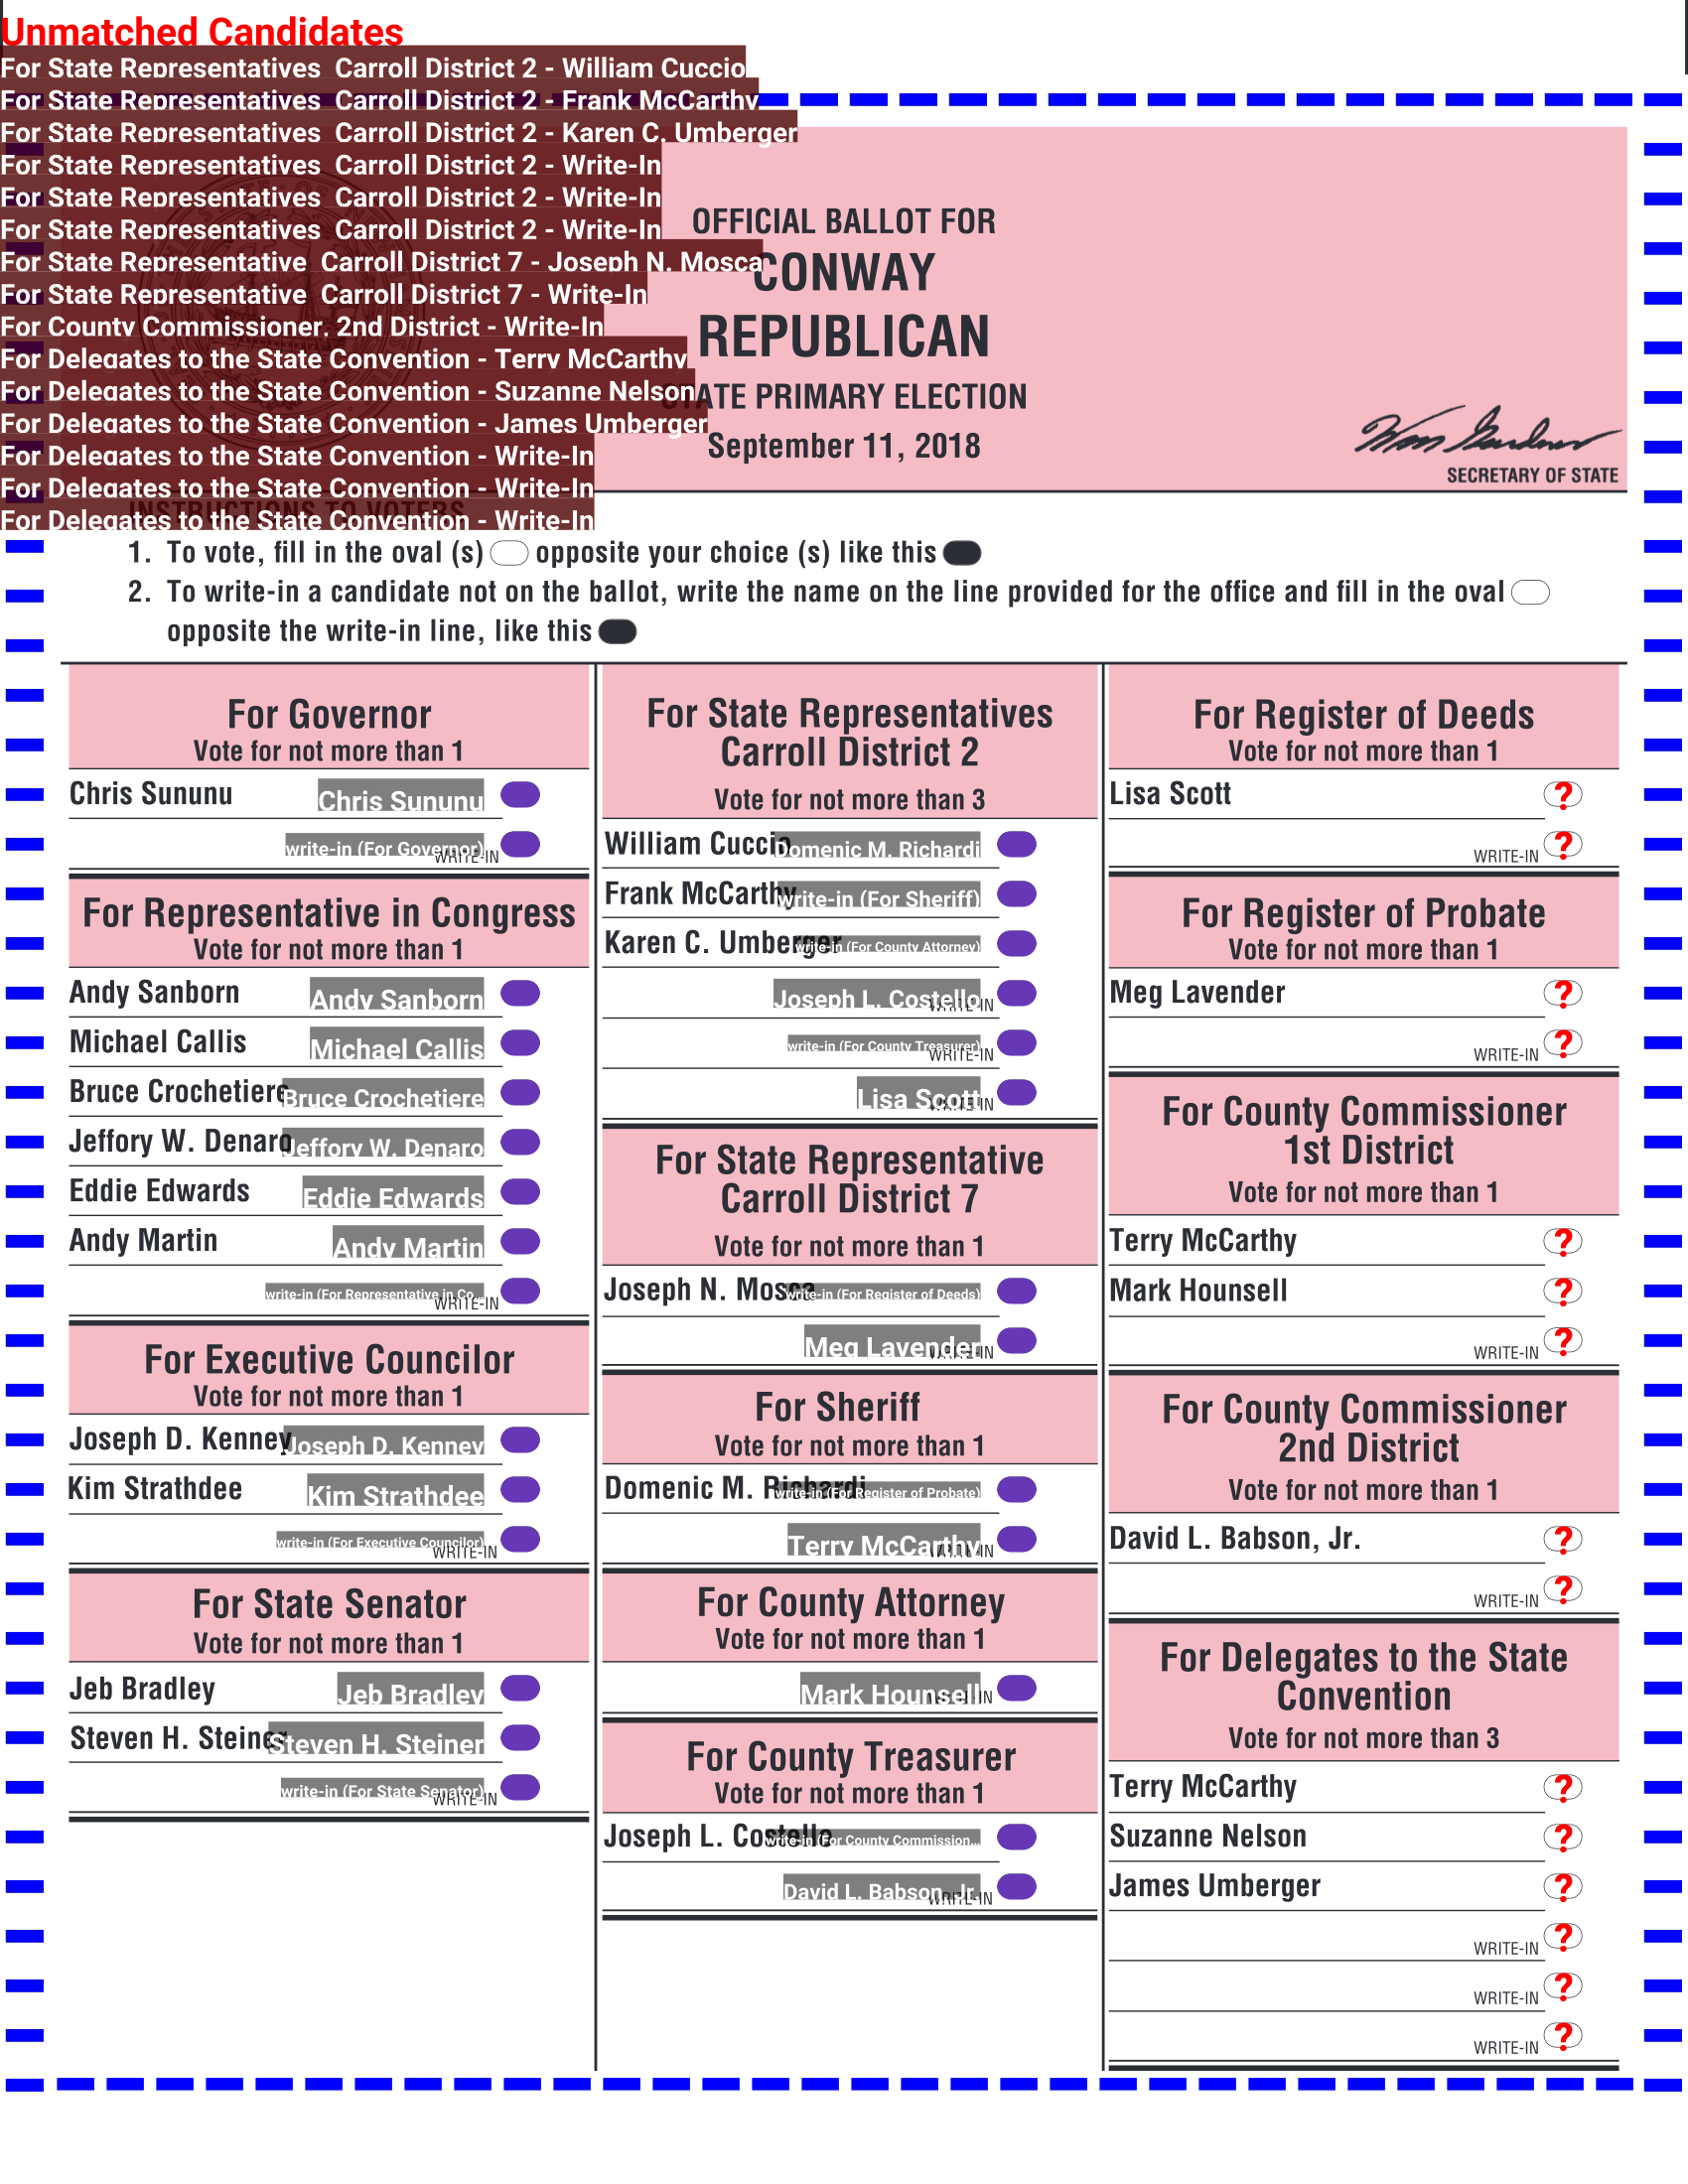 Unmatched Candidates
For State Representatives Carroll District 2 - William Cuccio
For State Representatives Carroll District 2 - Frank McCarthy
For State Representatives Carroll District 2 - Karen C. Umberger
For State Representatives Carroll District 2 - Write-In
For State Representatives Carroll District 2 - Write-In
For State Representatives Carroll District 2 - Write-In
For State Representative Carroll District 7 - Joseph N. Mosca
For State Representative Carroll District 7 - Write-In
For County Commissioner, 2nd District - Write-In
For Delegates to the State Convention - Terry McCarthy
For Delegates to the State Convention - Suzanne Nelson
For Delegates to the State Convention - James Umberger
For Delegates to the State Convention - Write-In
For Delegates to the State Convention - Write-In
For Delegates to the State Convention - Write-In
OFFICIAL BALLOT FOR
CONWAY
REPUBLICAN
STATE PRIMARY ELECTION
September 11, 2018
SECRETARY OF STATE
INSTRUCTIONS TO VOTERS
1. To vote, fill in the oval (s) opposite your choice (s) like this
2. To write-in a candidate not on the ballot, write the name on the line provided for the office and fill in the oval
opposite the write-in line, like this
For Governor
Vote for not more than 1
Chris Sununu Chris Sununu
write-in (For Governor)
WRITE-IN
For Representative in Congress
Vote for not more than 1
Andy Sanborn Andy Sanborn
Michael Callis Michael Callis
Bruce Crochetiere Bruce Crochetiere
Jeffory W. Denaro Jeffory W. Denaro
Eddie Edwards Eddie Edwards
Andy Martin Andy Martin
write-in (For Representative in Co...
WRITE-IN
For Executive Councilor
Vote for not more than 1
Joseph D. Kenney Joseph D. Kenney
Kim Strathdee Kim Strathdee
write-in (For Executive Councilor)
WRITE-IN
For State Senator
Vote for not more than 1
Jeb Bradley Jeb Bradley
Steven H. Steiner Steven H. Steiner
write-in (For State Senator)
WRITE-IN
For State Representatives
Carroll District 2
Vote for not more than 3
William Cuccio Domenic M. Richardi
Frank McCarthy write-in (For Sheriff)
Karen C. Umberger write-in (For County Attorney)
Joseph L. Costello
WRITE-IN
write-in (For County Treasurer)
WRITE-IN
Lisa Scott
WRITE-IN
For State Representative
Carroll District 7
Vote for not more than 1
Joseph N. Mosca write-in (For Register of Deeds)
Meg Lavender
WRITE-IN
For Sheriff
Vote for not more than 1
Domenic M. Richardi write-in (For Register of Probate)
Terry McCarthy
WRITE-IN
For County Attorney
Vote for not more than 1
Mark Hounsell
WRITE-IN
For County Treasurer
Vote for not more than 1
Joseph L. Costello write-in (For County Commission...
David L. Babson, Jr.
WRITE-IN
For Register of Deeds
Vote for not more than 1
Lisa Scott ?
WRITE-IN ?
For Register of Probate
Vote for not more than 1
Meg Lavender ?
WRITE-IN ?
For County Commissioner
1st District
Vote for not more than 1
Terry McCarthy ?
Mark Hounsell ?
WRITE-IN ?
For County Commissioner
2nd District
Vote for not more than 1
David L. Babson, Jr. ?
WRITE-IN ?
For Delegates to the State
Convention
Vote for not more than 3
Terry McCarthy ?
Suzanne Nelson ?
James Umberger ?
WRITE-IN ?
WRITE-IN ?
WRITE-IN ?